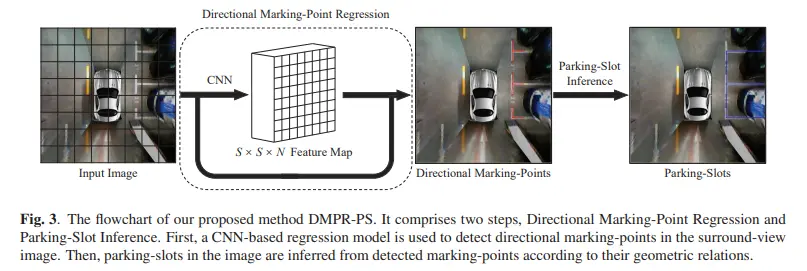 Directional Marking-Point Regression
CNN
S × S × N Feature Map
Parking-Slot
Inference
Input Image
Directional Marking-Points
Parking-Slots
Fig. 3. The flowchart of our proposed method DMPR-PS. It comprises two steps, Directional Marking-Point Regression and
Parking-Slot Inference. First, a CNN-based regression model is used to detect directional marking-points in the surround-view
image. Then, parking-slots in the image are inferred from detected marking-points according to their geometric relations.